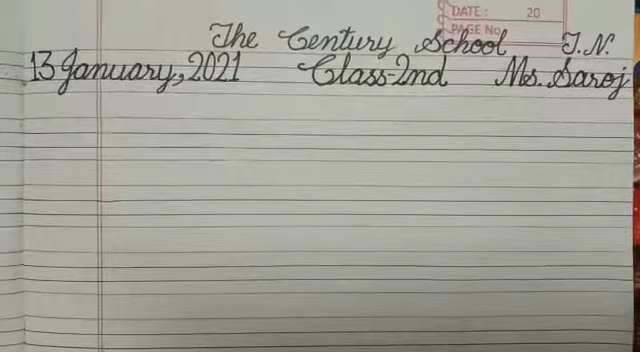 DATE : 20
PAGE No
The Century School T.N.
13 January, 2021 Class-2nd Ms. Saroj